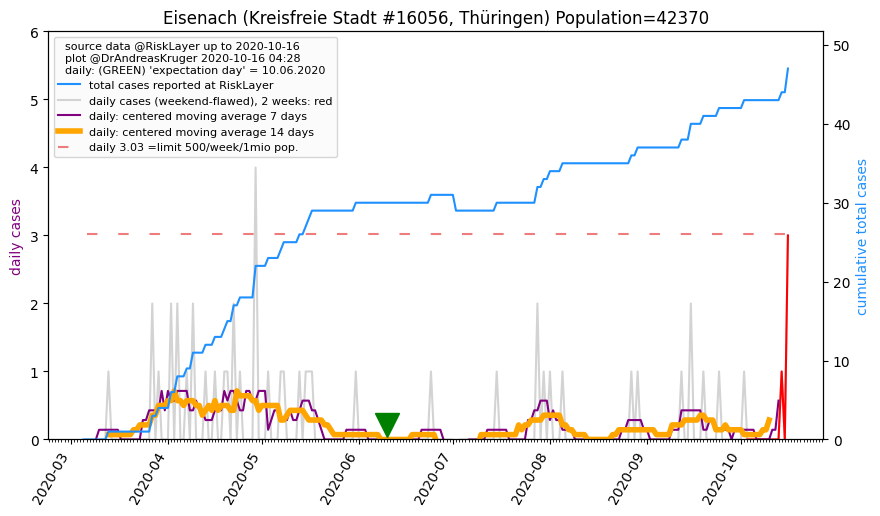 Eisenach (Kreisfreie Stadt #16056, Thüringen) Population=42370
source data @RiskLayer up to 2020-10-16
plot @DrAndreasKruger 2020-10-16 04:28
daily: (GREEN) 'expectation day' = 10.06.2020
total cases reported at RiskLayer
daily cases (weekend-flawed), 2 weeks: red
daily: centered moving average 7 days
daily: centered moving average 14 days
daily 3.03 =limit 500/week/1mio pop.
daily cases
6
5
4
3
2
1
0
cumulative total cases
50
40
30
20
10
0
2020-03
2020-04
2020-05
2020-06
2020-07
2020-08
2020-09
2020-10